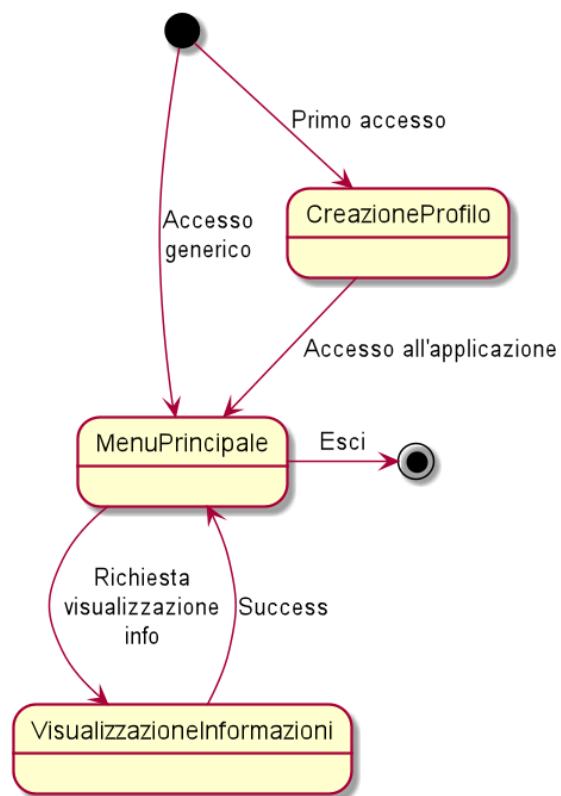 Primo accesso
CreazioneProfilo
Accesso
generico
Accesso all'applicazione
MenuPrincipale
Esci
Richiesta
visualizzazione
info
Success
VisualizzazioneInformazioni